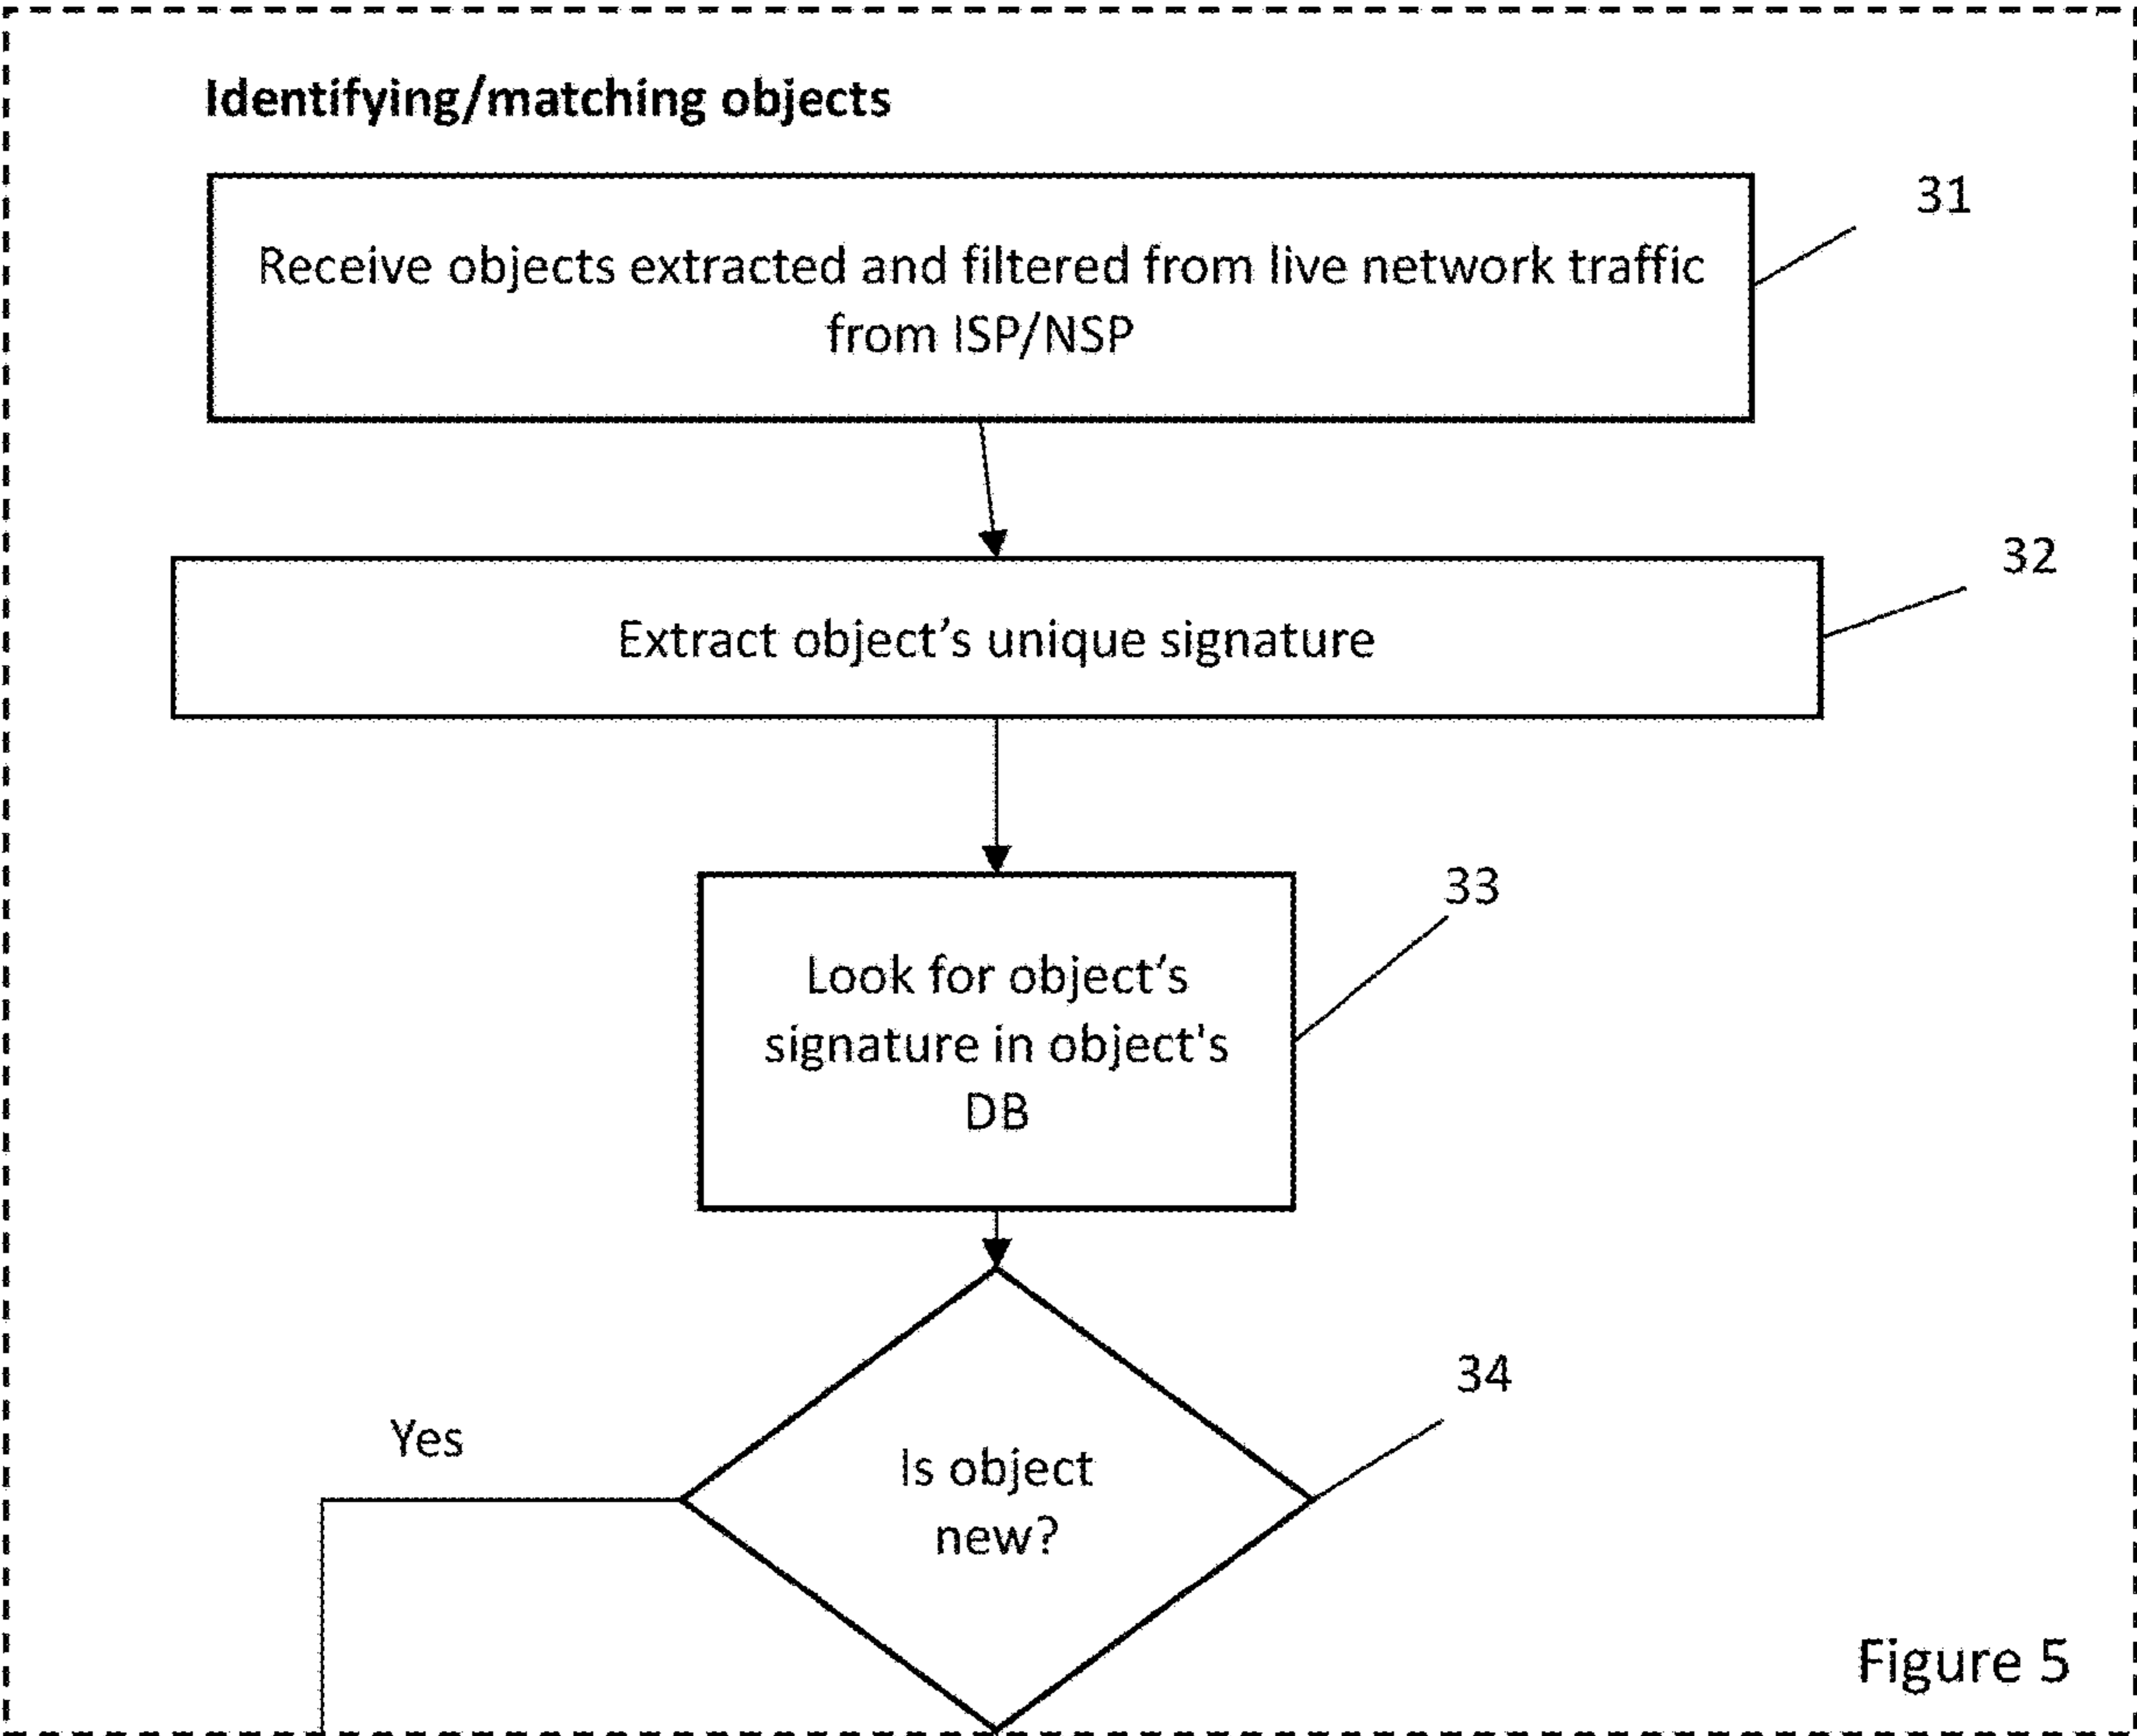 Identifying/matching objects
31
Receive objects extracted and filtered from live network traffic
from ISP/NSP
32
Extract object’s unique signature
33
Look for object’s
signature in object's
DB
34
Yes
Is object
new?
Figure 5